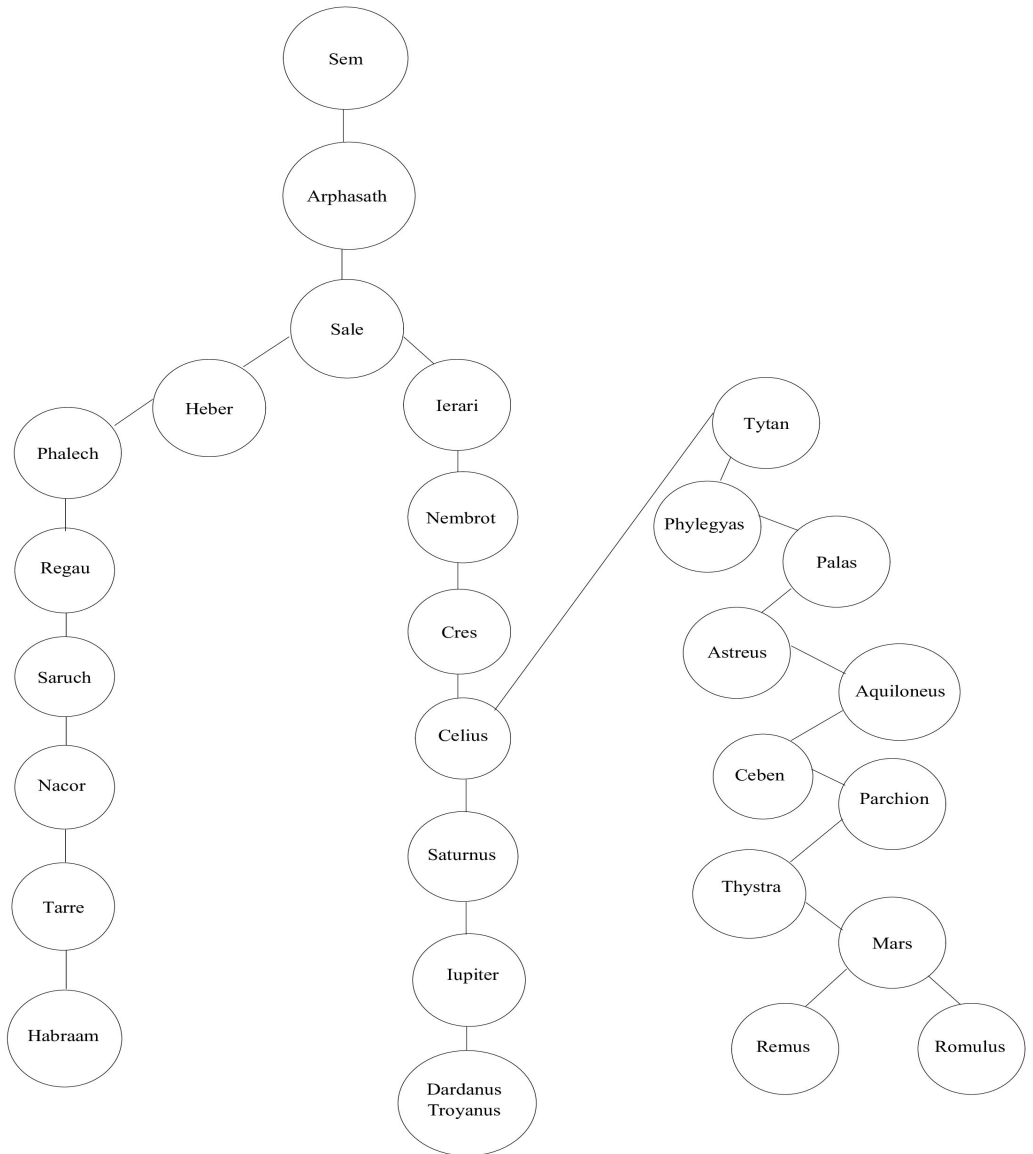 Sem
Arphasath
Sale
Heber
Ierari
Tytan
Phalech
Nembrot
Phylegyas
Palas
Regau
Cres
Astreus
Saruch
Aquiloneus
Celius
Ceben
Nacor
Parchion
Saturnus
Thystra
Tarre
Mars
Iupiter
Habraam
Remus
Romulus
Dardanus
Troyanus